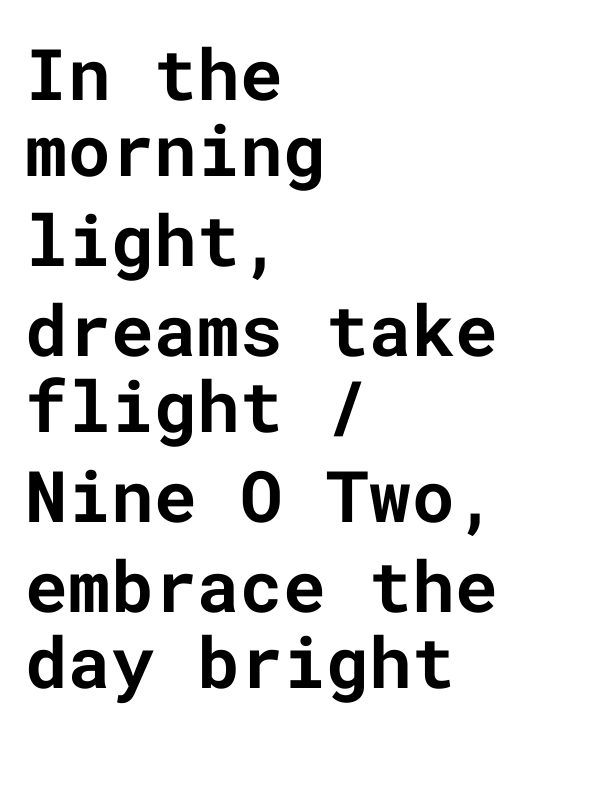 In the
morning
light,
dreams take
flight /
Nine O Two,
embrace the
day bright